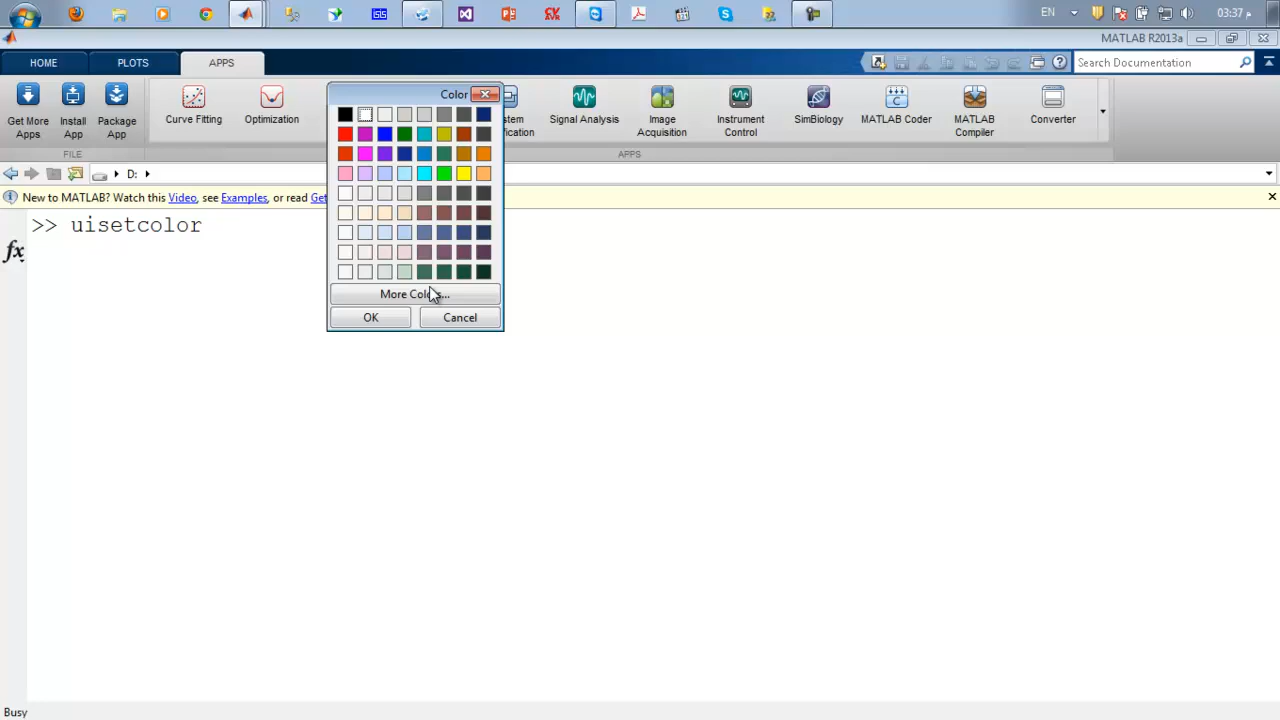 EN
03:37 م
MATLAB R2013a
HOME PLOTS APPS
Search Documentation
Get More Apps
Install App
Package App
Curve Fitting
Optimization
Signal Analysis
Image Acquisition
Instrument Control
SimBiology
MATLAB Coder
MATLAB Compiler
Converter
FILE
APPS
D:
New to MATLAB? Watch this Video, see Examples, or read Get
>> uisetcolor
fx
Color
More Colors...
OK Cancel
Busy